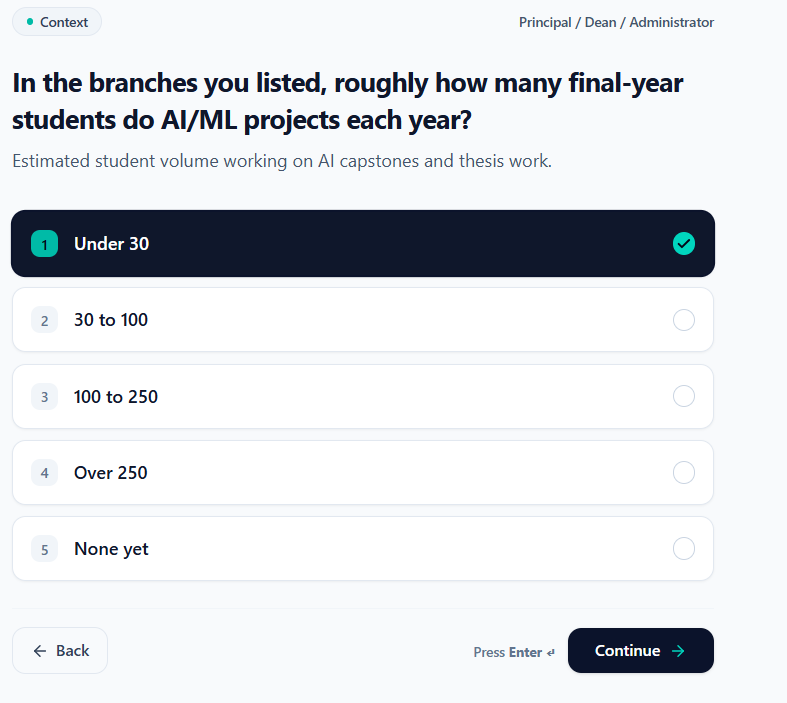 Context
Principal / Dean / Administrator
In the branches you listed, roughly how many final-year
students do AI/ML projects each year?
Estimated student volume working on AI capstones and thesis work.
1 Under 30
2 30 to 100
3 100 to 250
4 Over 250
5 None yet
← Back
Press Enter ↵
Continue →